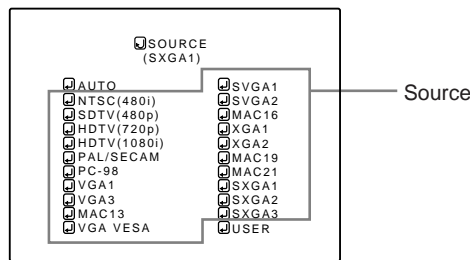 SOURCE
(SXGA1)
AUTO
NTSC(480i)
SDTV(480p)
HDTV(720p)
HDTV(1080i)
PAL/SECAM
PC-98
VGA1
VGA3
MAC13
VGA VESA
SVGA1
SVGA2
MAC16
XGA1
XGA2
MAC19
MAC21
SXGA1
SXGA2
SXGA3
USER
Source